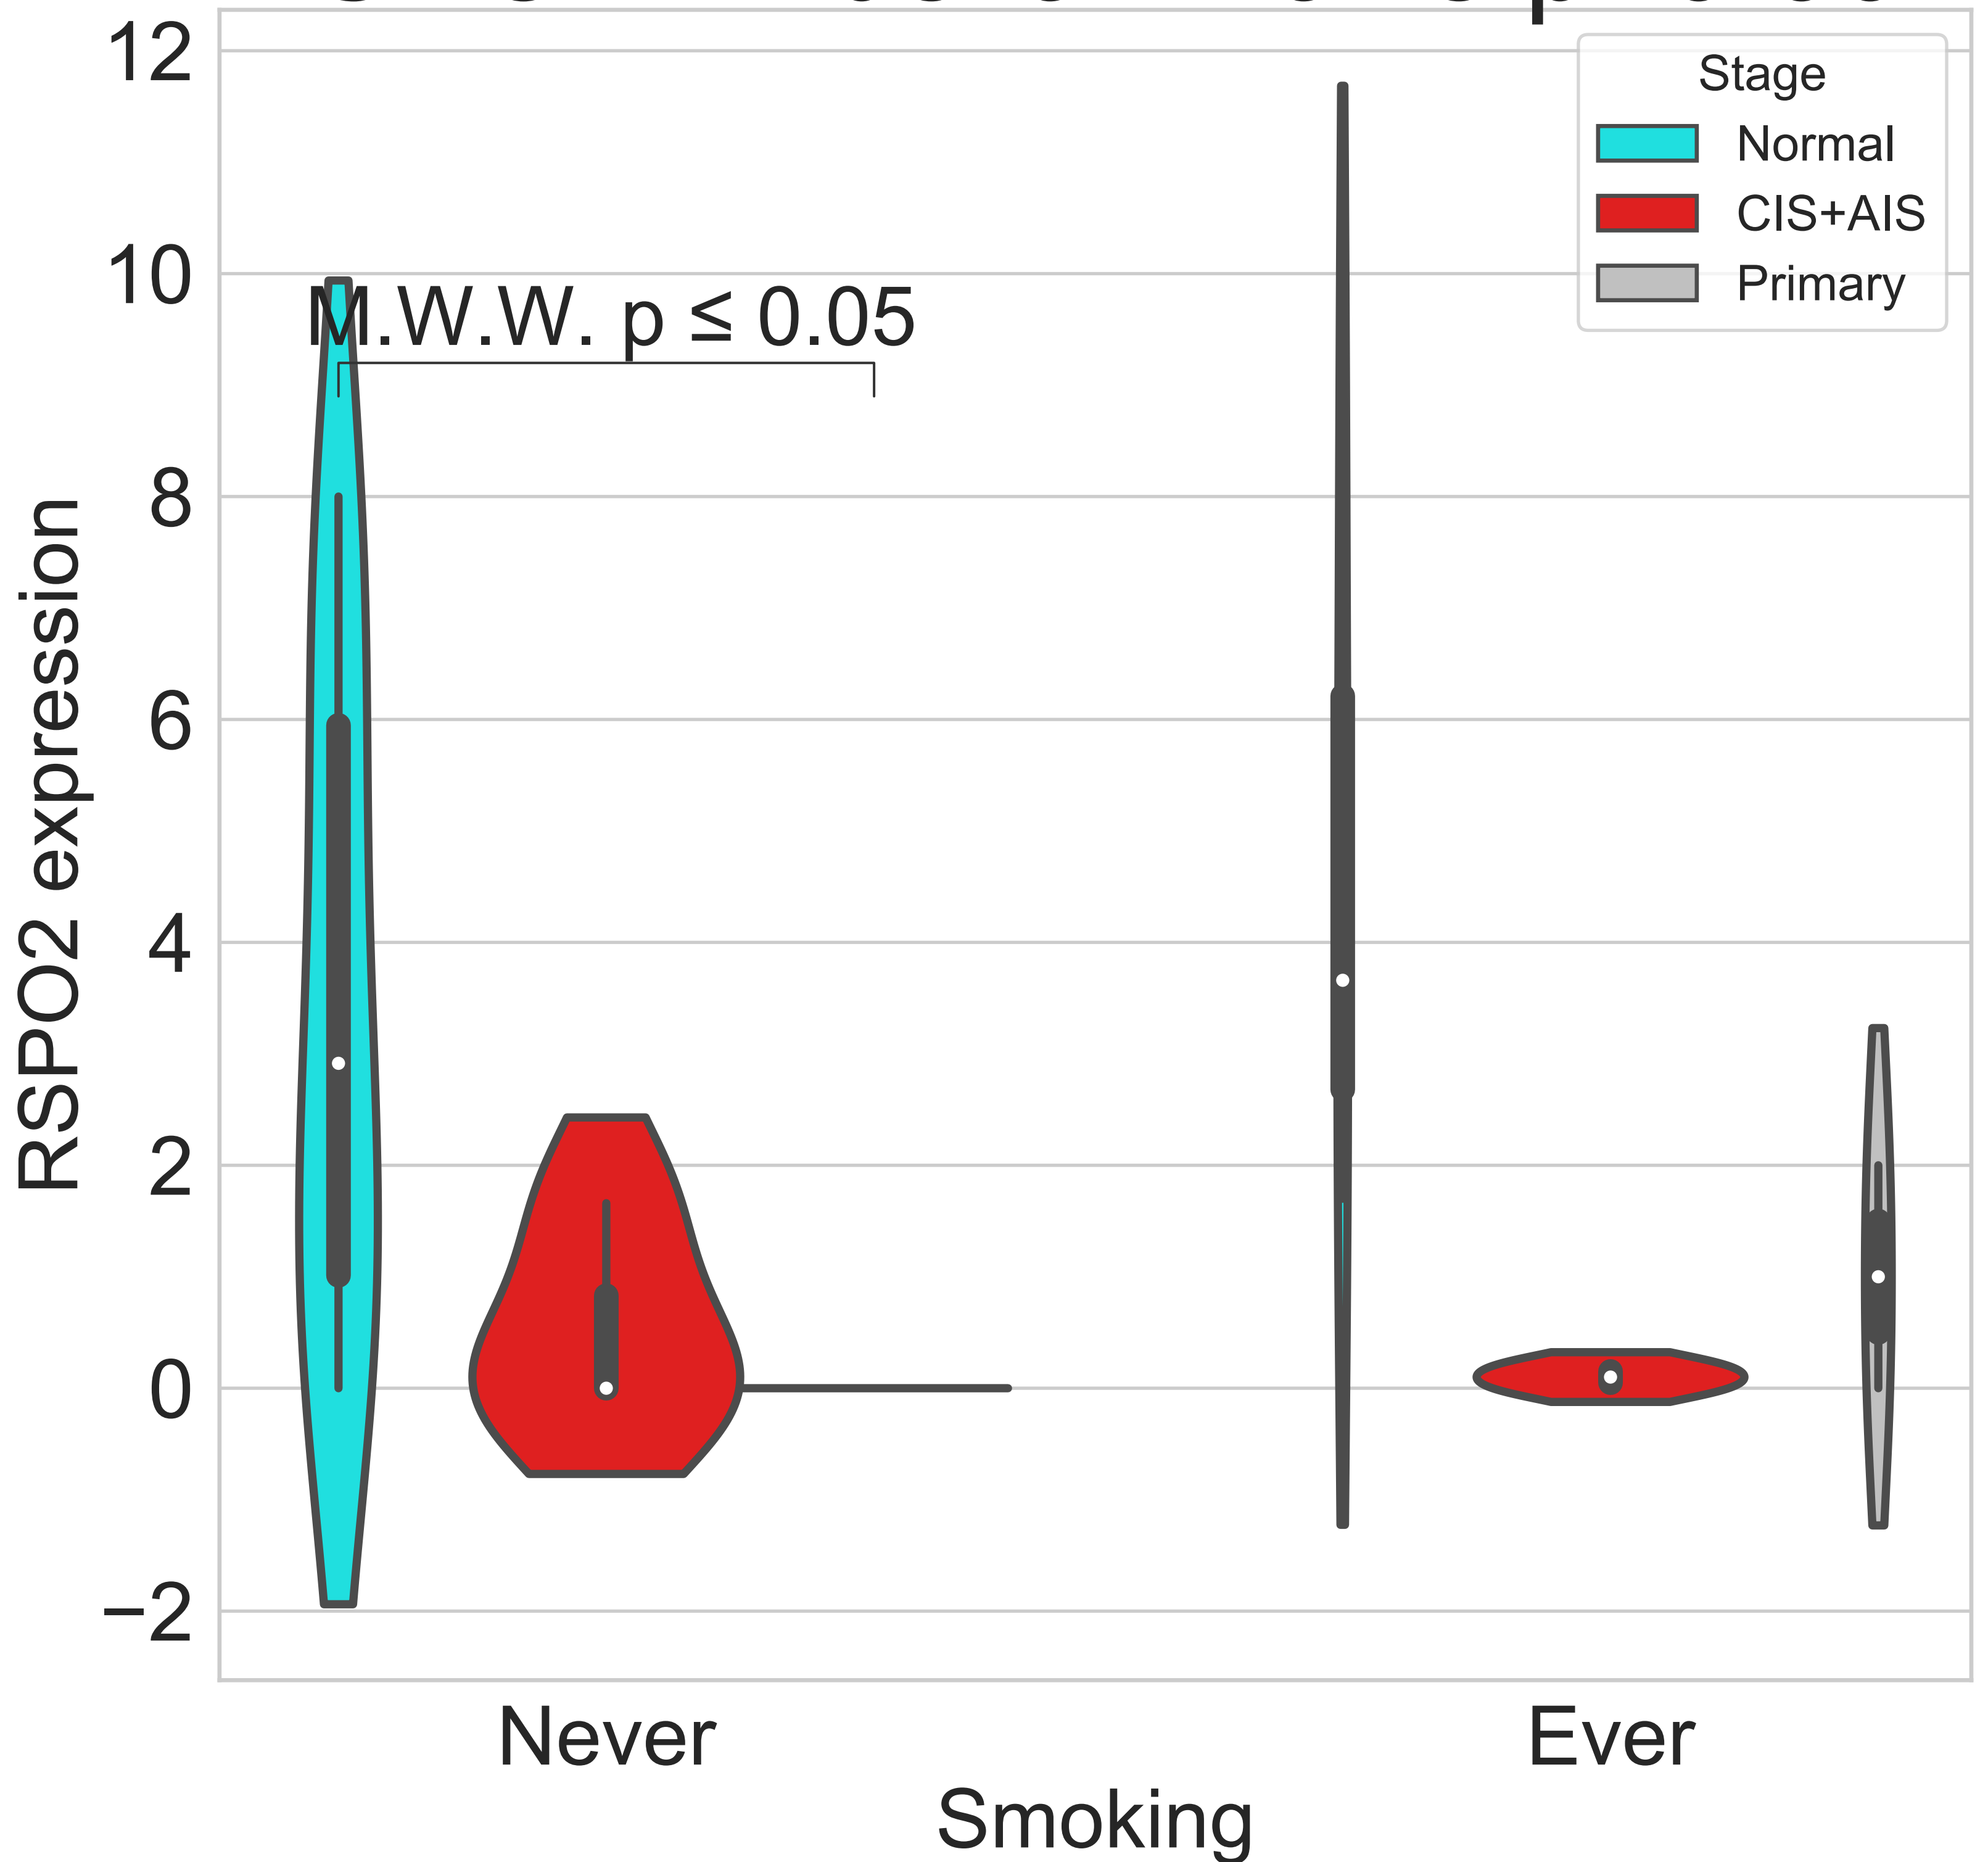 12
10
8
6
4
2
0
−2
RSPO2 expression
M.W.W. p ≤ 0.05
Stage
Normal
CIS+AIS
Primary
Never
Ever
Smoking